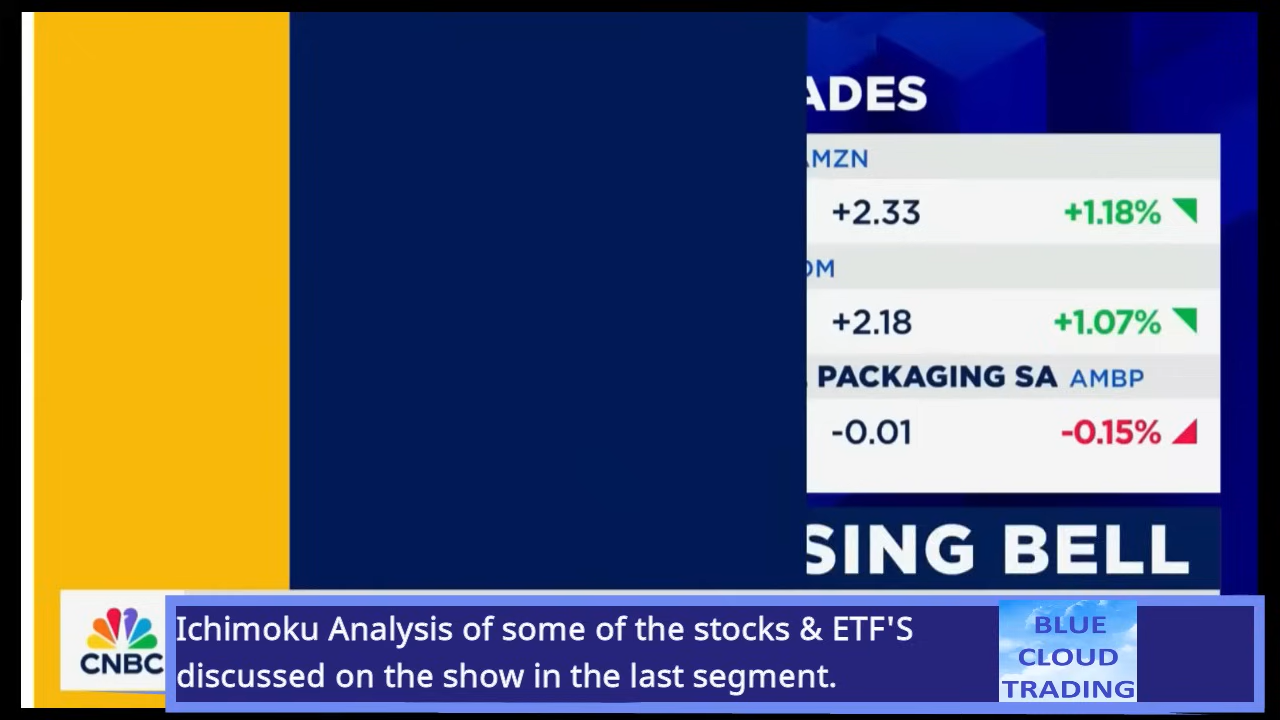 ADES
AMZN
+2.33 +1.18%
OM
+2.18 +1.07%
PACKAGING SA AMBP
-0.01 -0.15%
SING BELL
CNBC
Ichimoku Analysis of some of the stocks & ETF'S
discussed on the show in the last segment.
BLUE
CLOUD
TRADING